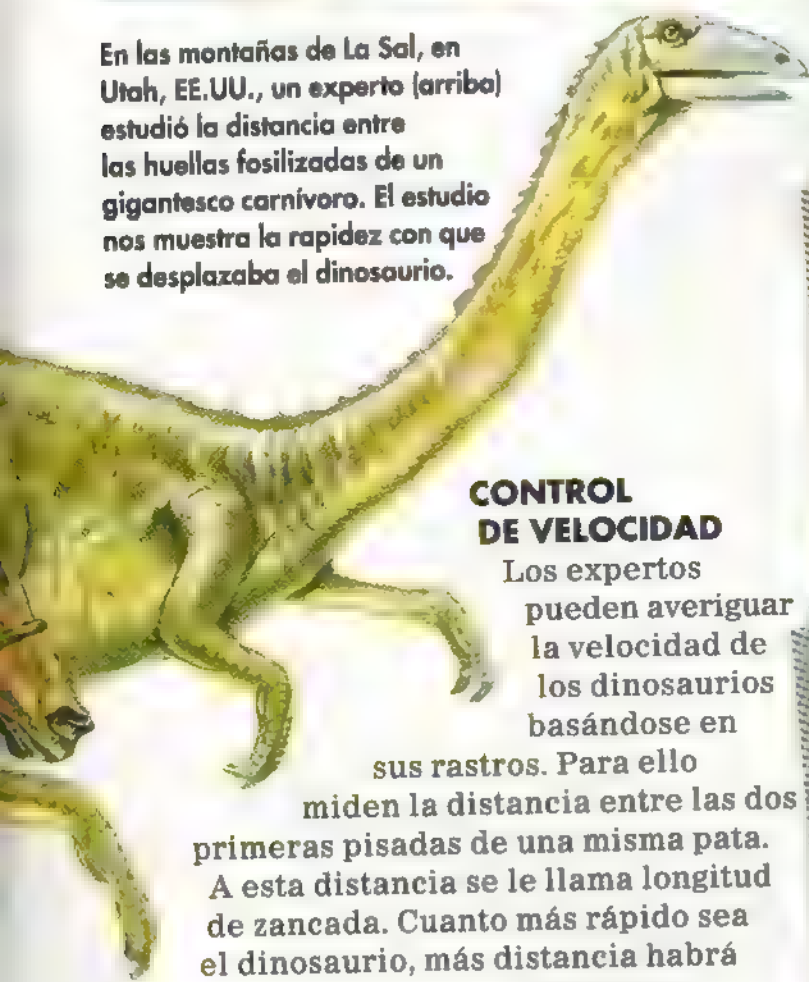 En las montañas de La Sal, en
Utah, EE.UU., un experto (arriba)
estudió la distancia entre
las huellas fosilizadas de un
gigantesco carnívoro. El estudio
nos muestra la rapidez con que
se desplazaba el dinosaurio.
CONTROL
DE VELOCIDAD
Los expertos
pueden averiguar
la velocidad de
los dinosaurios
basándose en
sus rastros. Para ello
miden la distancia entre las dos
primeras pisadas de una misma pata.
A esta distancia se le llama longitud
de zancada. Cuanto más rápido sea
el dinosaurio, más distancia habrá